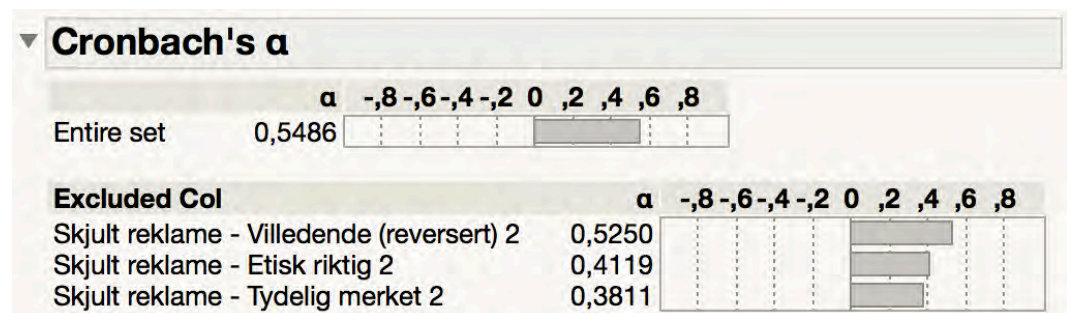 Cronbach's α
α -,8 -,6 -,4 -,2 0 ,2 ,4 ,6 ,8
Entire set 0,5486
Excluded Col α -,8 -,6 -,4 -,2 0 ,2 ,4 ,6 ,8
Skjult reklame - Villedende (reversert) 2 0,5250
Skjult reklame - Etisk riktig 2 0,4119
Skjult reklame - Tydelig merket 2 0,3811